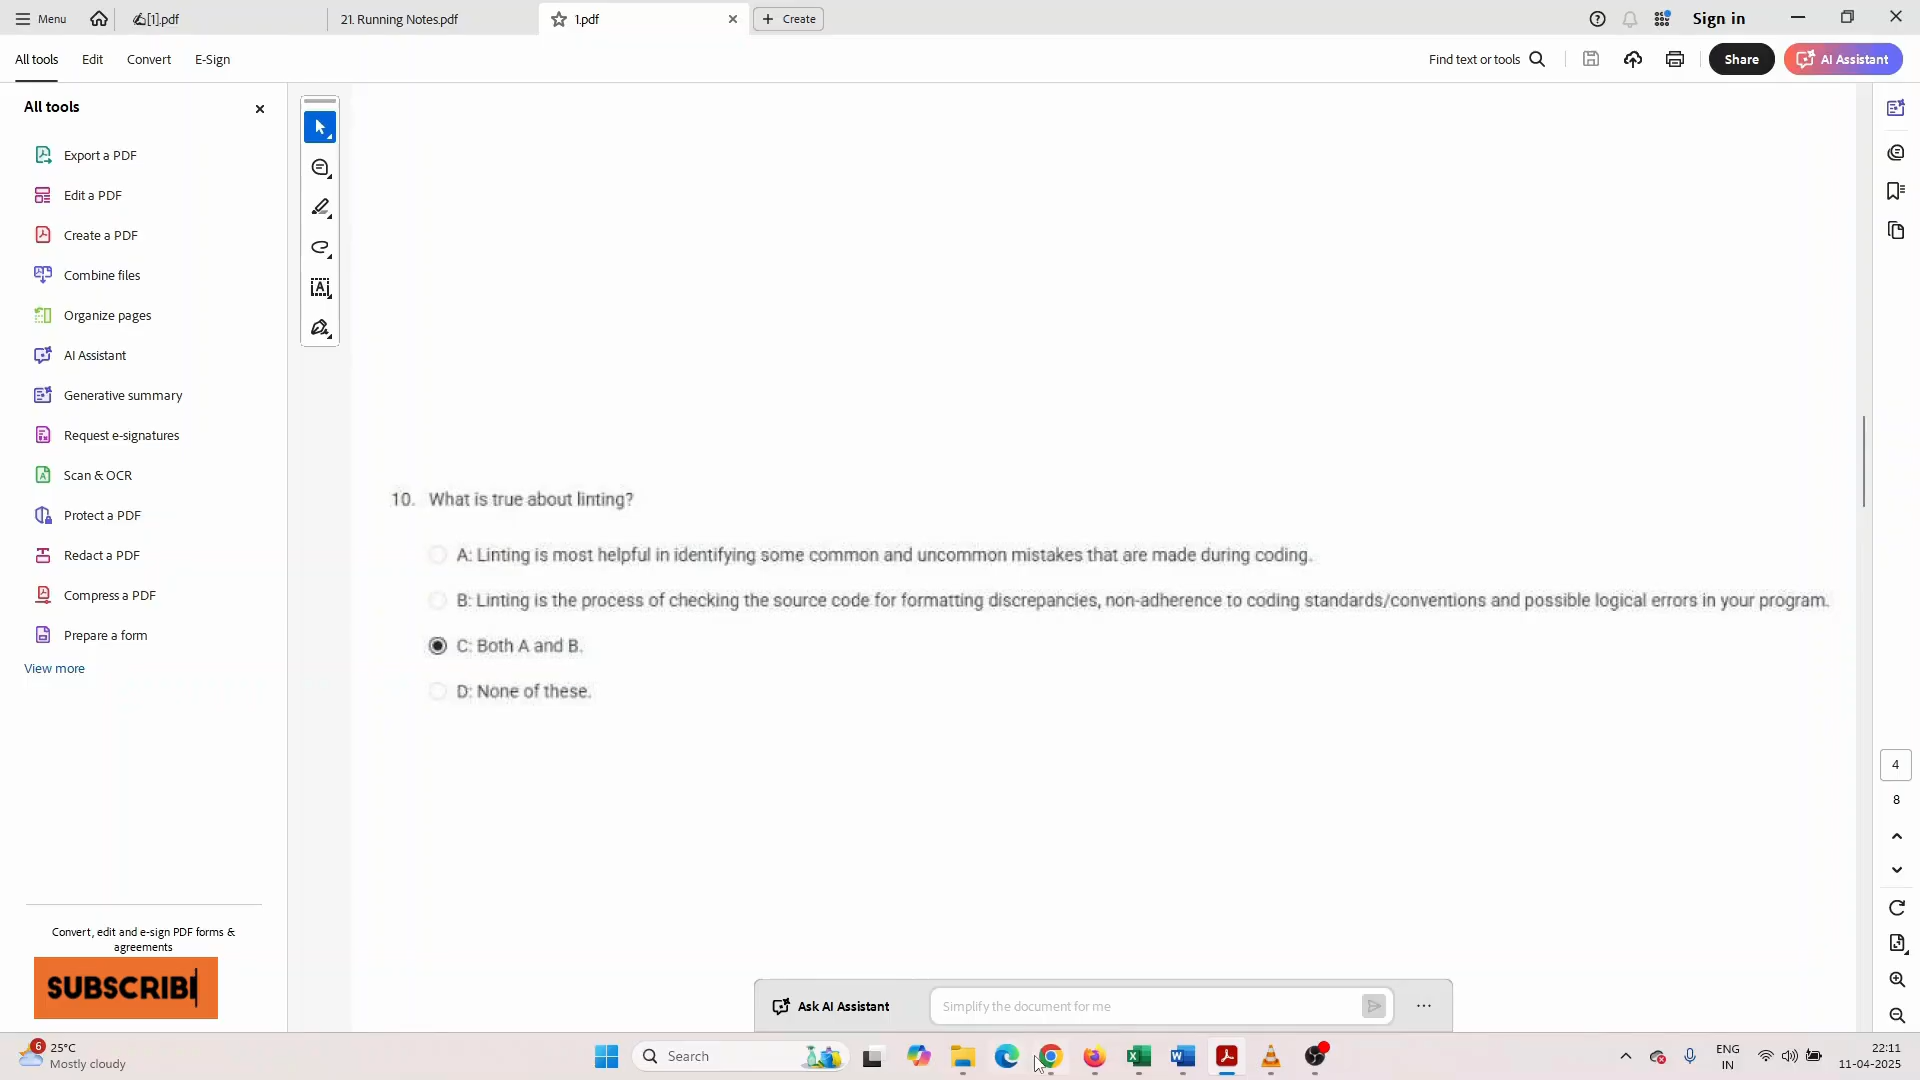 Menu
[1].pdf
21. Running Notes.pdf
1.pdf
Create
Sign in
All tools
Edit
Convert
E-Sign
Find text or tools
Share
AI Assistant
All tools
Export a PDF
Edit a PDF
Create a PDF
Combine files
Organize pages
AI Assistant
Generative summary
Request e-signatures
Scan & OCR
Protect a PDF
Redact a PDF
Compress a PDF
Prepare a form
View more
Convert, edit and e-sign PDF forms &
agreements
SUBSCRIBE
10. What is true about linting?
A: Linting is most helpful in identifying some common and uncommon mistakes that are made during coding.
B: Linting is the process of checking the source code for formatting discrepancies, non-adherence to coding standards/conventions and possible logical errors in your program.
C: Both A and B.
D: None of these.
4
8
Ask AI Assistant
Simplify the document for me
6
25°C
Mostly cloudy
Search
ENG
IN
22:11
11-04-2025